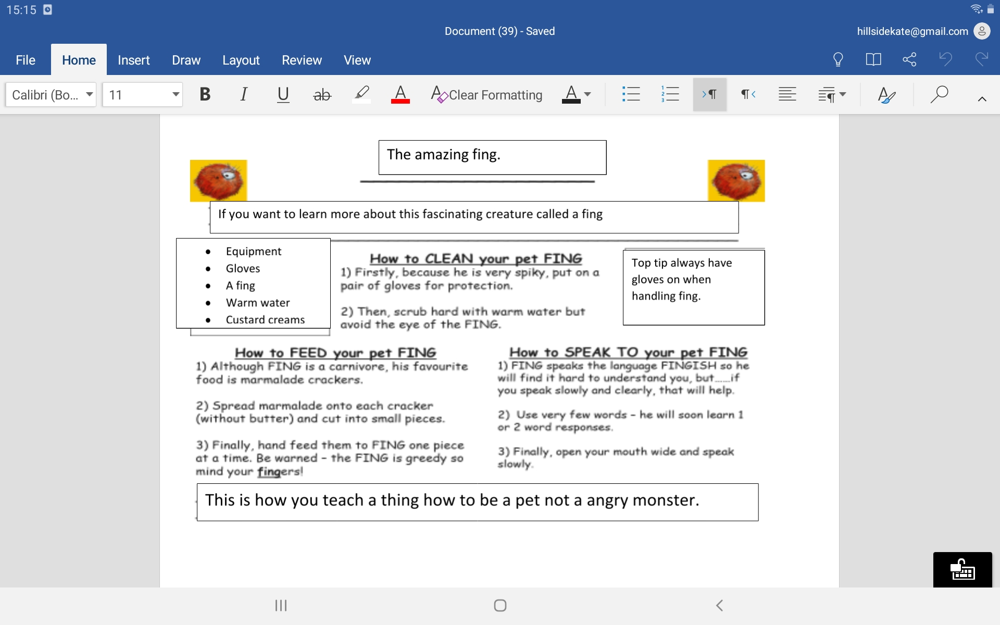 15:15
Document (39) - Saved
hillsidekate@gmail.com
File Home Insert Draw Layout Review View
Calibri (Bo... 11 B I U ab A Clear Formatting A
The amazing fing.
If you want to learn more about this fascinating creature called a fing
• Equipment
• Gloves
• A fing
• Warm water
• Custard creams
How to CLEAN your pet FING
1) Firstly, because he is very spiky, put on a
pair of gloves for protection.
2) Then, scrub hard with warm water but
avoid the eye of the FING.
Top tip always have
gloves on when
handling fing.
How to FEED your pet FING
1) Although FING is a carnivore, his favourite
food is marmalade crackers.
2) Spread marmalade onto each cracker
(without butter) and cut into small pieces.
3) Finally, hand feed them to FING one piece
at a time. Be warned – the FING is greedy so
mind your fingers!
How to SPEAK TO your pet FING
1) FING speaks the language FINGISH so he
will find it hard to understand you, but......if
you speak slowly and clearly, that will help.
2) Use very few words – he will soon learn 1
or 2 word responses.
3) Finally, open your mouth wide and speak
slowly.
This is how you teach a thing how to be a pet not a angry monster.